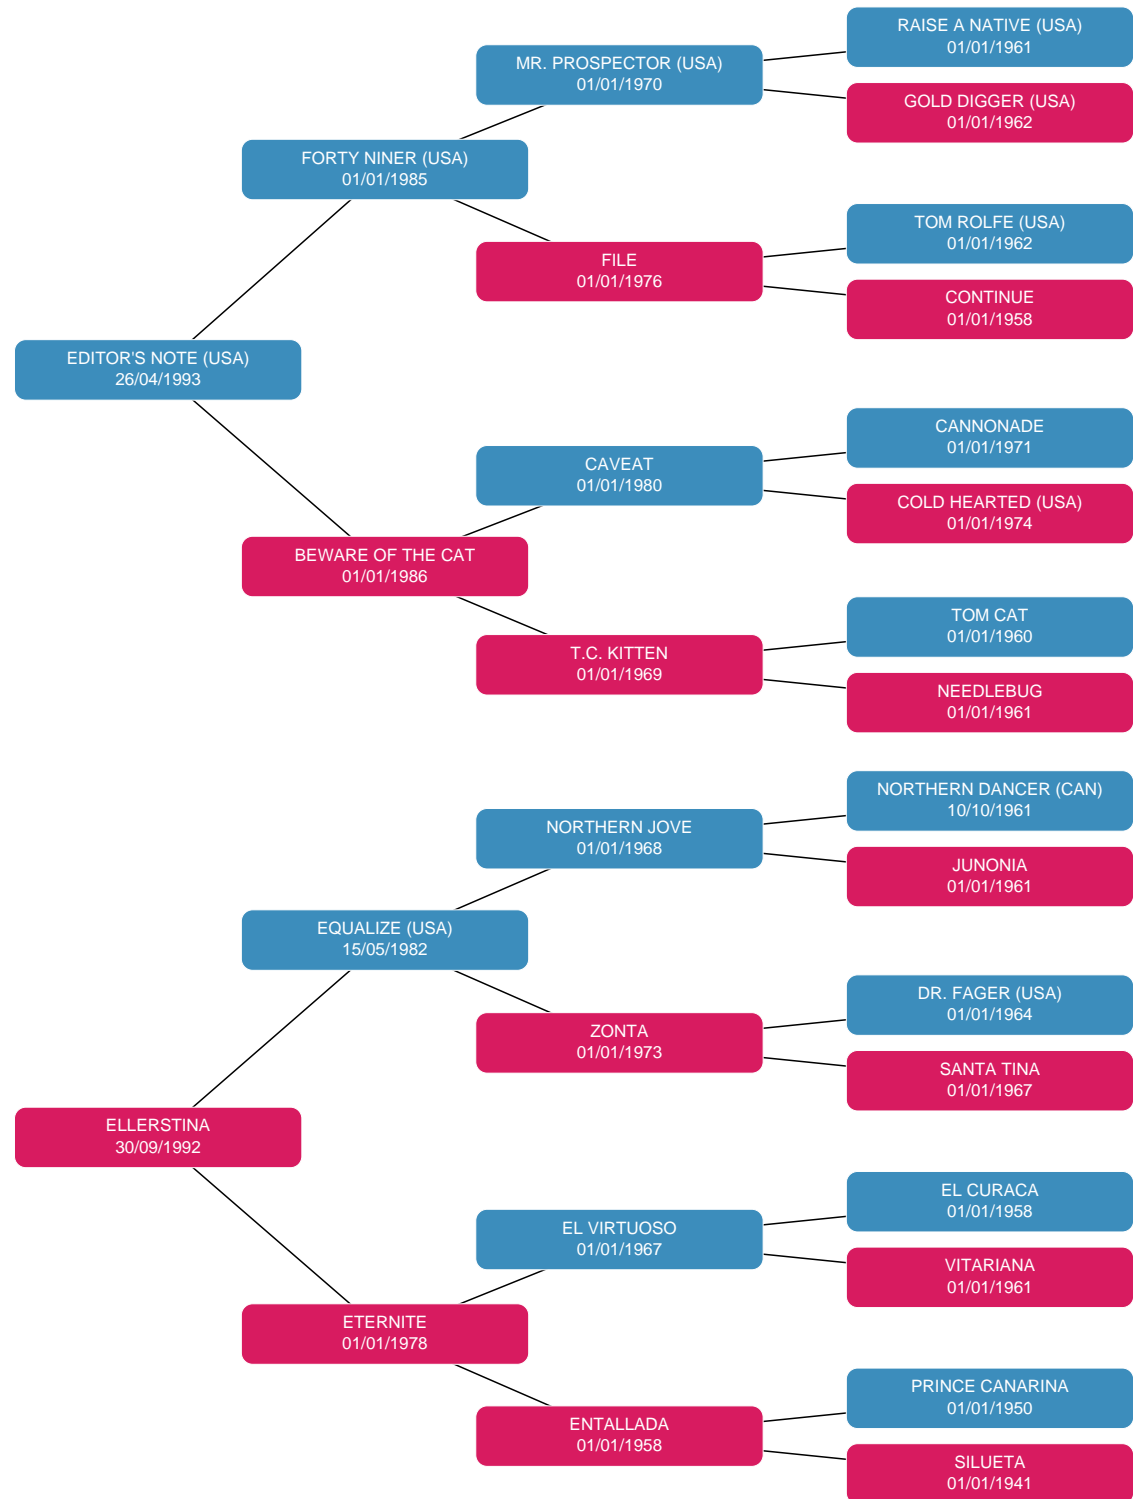 RAISE A NATIVE (USA)
01/01/1961
MR. PROSPECTOR (USA)
01/01/1970
GOLD DIGGER (USA)
01/01/1962
FORTY NINER (USA)
01/01/1985
TOM ROLFE (USA)
01/01/1962
FILE
01/01/1976
CONTINUE
01/01/1958
EDITOR'S NOTE (USA)
26/04/1993
CANNONADE
01/01/1971
CAVEAT
01/01/1980
COLD HEARTED (USA)
01/01/1974
BEWARE OF THE CAT
01/01/1986
TOM CAT
01/01/1960
T.C. KITTEN
01/01/1969
NEEDLEBUG
01/01/1961
NORTHERN DANCER (CAN)
10/10/1961
NORTHERN JOVE
01/01/1968
JUNONIA
01/01/1961
EQUALIZE (USA)
15/05/1982
DR. FAGER (USA)
01/01/1964
ZONTA
01/01/1973
SANTA TINA
01/01/1967
ELLERSTINA
30/09/1992
EL CURACA
01/01/1958
EL VIRTUOSO
01/01/1967
VITARIANA
01/01/1961
ETERNITE
01/01/1978
PRINCE CANARINA
01/01/1950
ENTALLADA
01/01/1958
SILUETA
01/01/1941